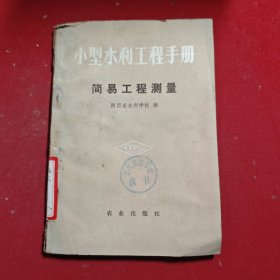 小型水利工程手册
简易工程测量
陕西省水利学校 编
农业出版社